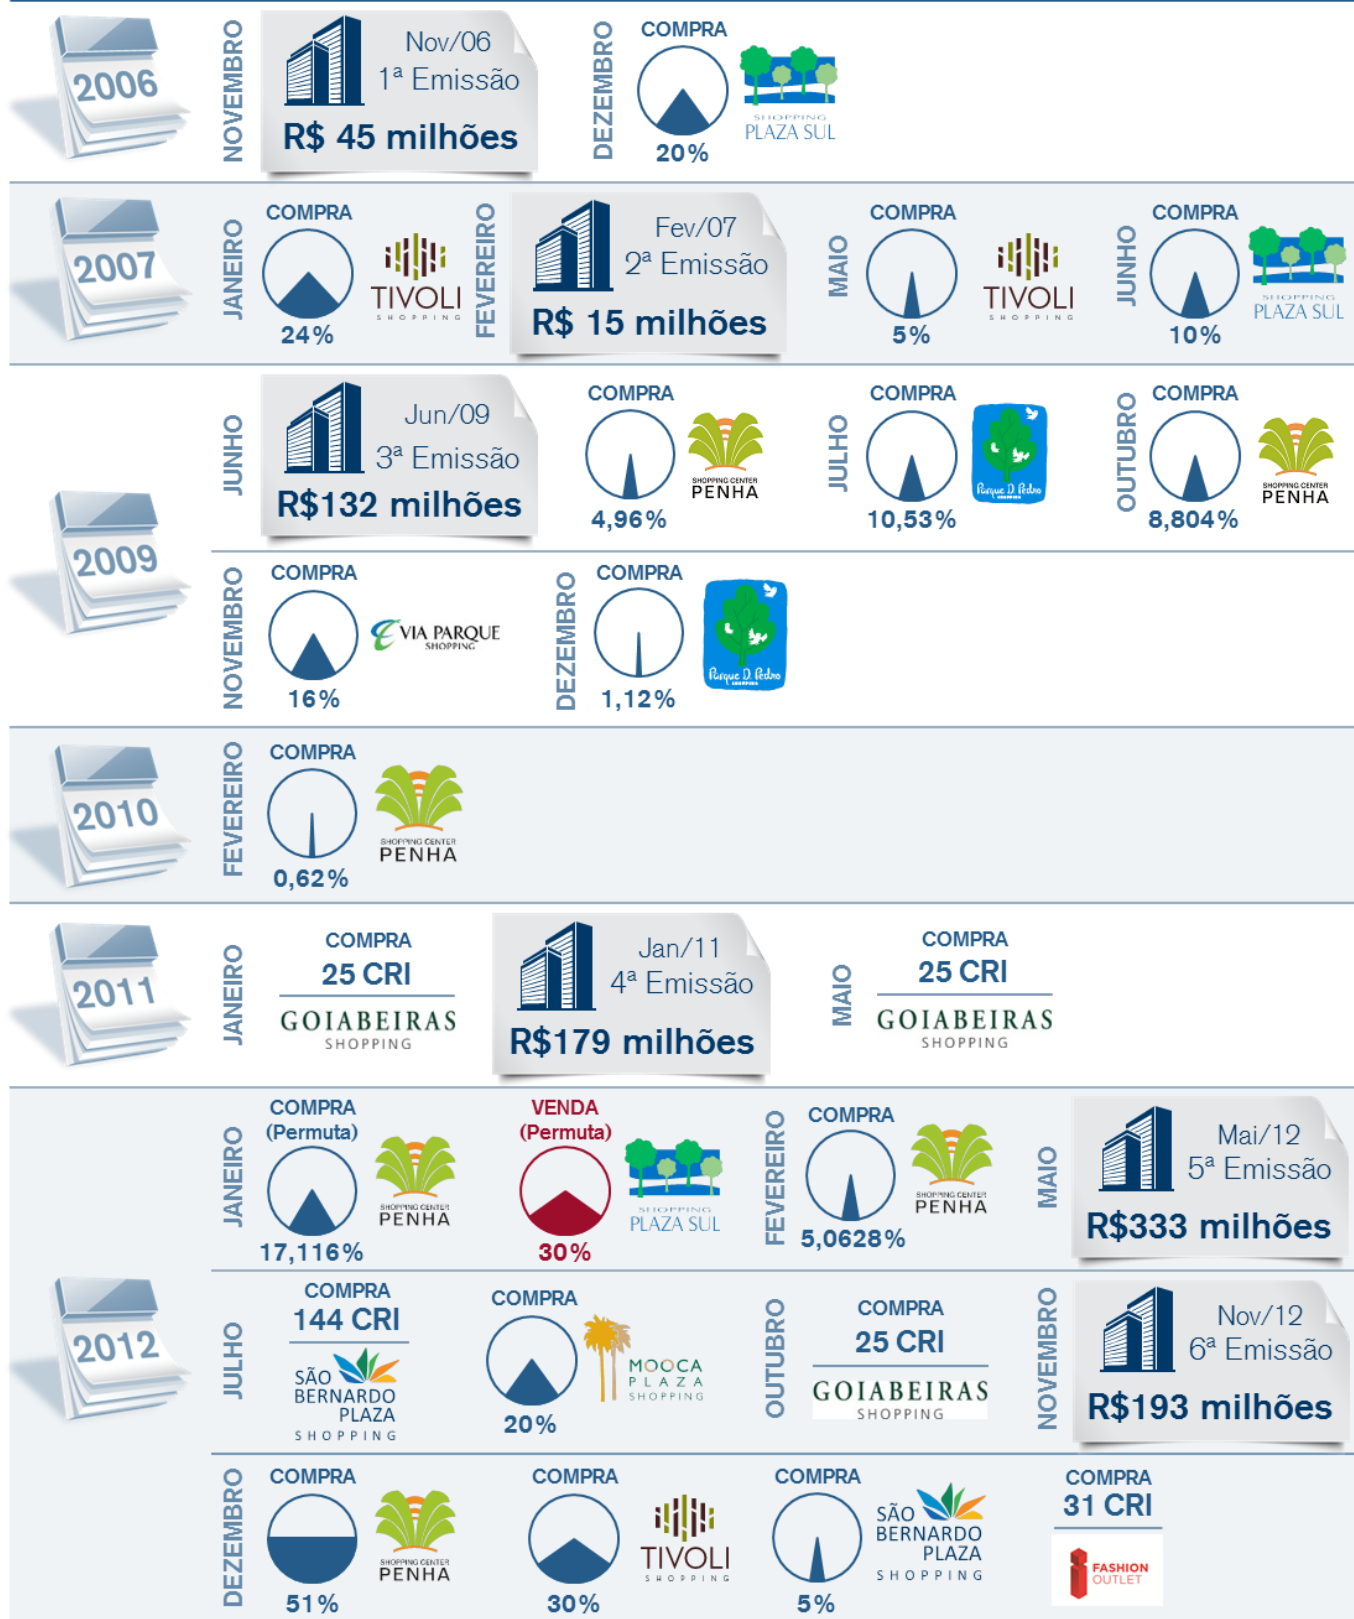 2006
NOVEMBRO
Nov/06
1ª Emissão
R$ 45 milhões
DEZEMBRO
COMPRA
20%
SHOPPING
PLAZA SUL
2007
JANEIRO
COMPRA
24%
TIVOLI
SHOPPING
FEVEREIRO
Fev/07
2ª Emissão
R$ 15 milhões
MAIO
COMPRA
5%
TIVOLI
SHOPPING
JUNHO
COMPRA
10%
SHOPPING
PLAZA SUL
2009
JUNHO
Jun/09
3ª Emissão
R$132 milhões
COMPRA
4,96%
SHOPPING CENTER
PENHA
JULHO
COMPRA
10,53%
Parque D. Pedro
SHOPPING
OUTUBRO
COMPRA
8,804%
SHOPPING CENTER
PENHA
NOVEMBRO
COMPRA
16%
VIA PARQUE
SHOPPING
DEZEMBRO
COMPRA
1,12%
Parque D. Pedro
SHOPPING
2010
FEVEREIRO
COMPRA
0,62%
SHOPPING CENTER
PENHA
2011
JANEIRO
COMPRA
25 CRI
GOIABEIRAS
SHOPPING
Jan/11
4ª Emissão
R$179 milhões
MAIO
COMPRA
25 CRI
GOIABEIRAS
SHOPPING
2012
JANEIRO
COMPRA
(Permuta)
17,116%
SHOPPING CENTER
PENHA
VENDA
(Permuta)
30%
SHOPPING
PLAZA SUL
FEVEREIRO
COMPRA
5,0628%
SHOPPING CENTER
PENHA
MAIO
Mai/12
5ª Emissão
R$333 milhões
JULHO
COMPRA
144 CRI
SÃO
BERNARDO
PLAZA
SHOPPING
COMPRA
20%
MOOCA
PLAZA
SHOPPING
OUTUBRO
COMPRA
25 CRI
GOIABEIRAS
SHOPPING
NOVEMBRO
Nov/12
6ª Emissão
R$193 milhões
DEZEMBRO
COMPRA
51%
SHOPPING CENTER
PENHA
COMPRA
30%
TIVOLI
SHOPPING
COMPRA
5%
SÃO
BERNARDO
PLAZA
SHOPPING
COMPRA
31 CRI
FASHION
OUTLET